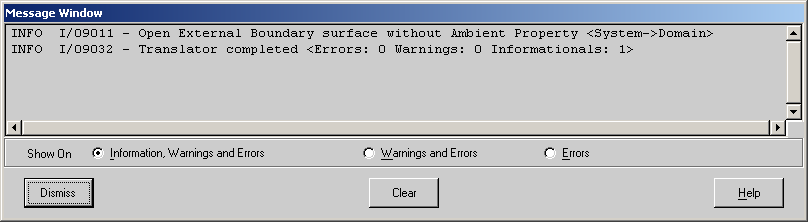 Message Window
INFO I/09011 - Open External Boundary surface without Ambient Property <System->Domain>
INFO I/09032 - Translator completed <Errors: 0 Warnings: 0 Informationals: 1>
Show On Information, Warnings and Errors Warnings and Errors Errors
Dismiss Clear Help